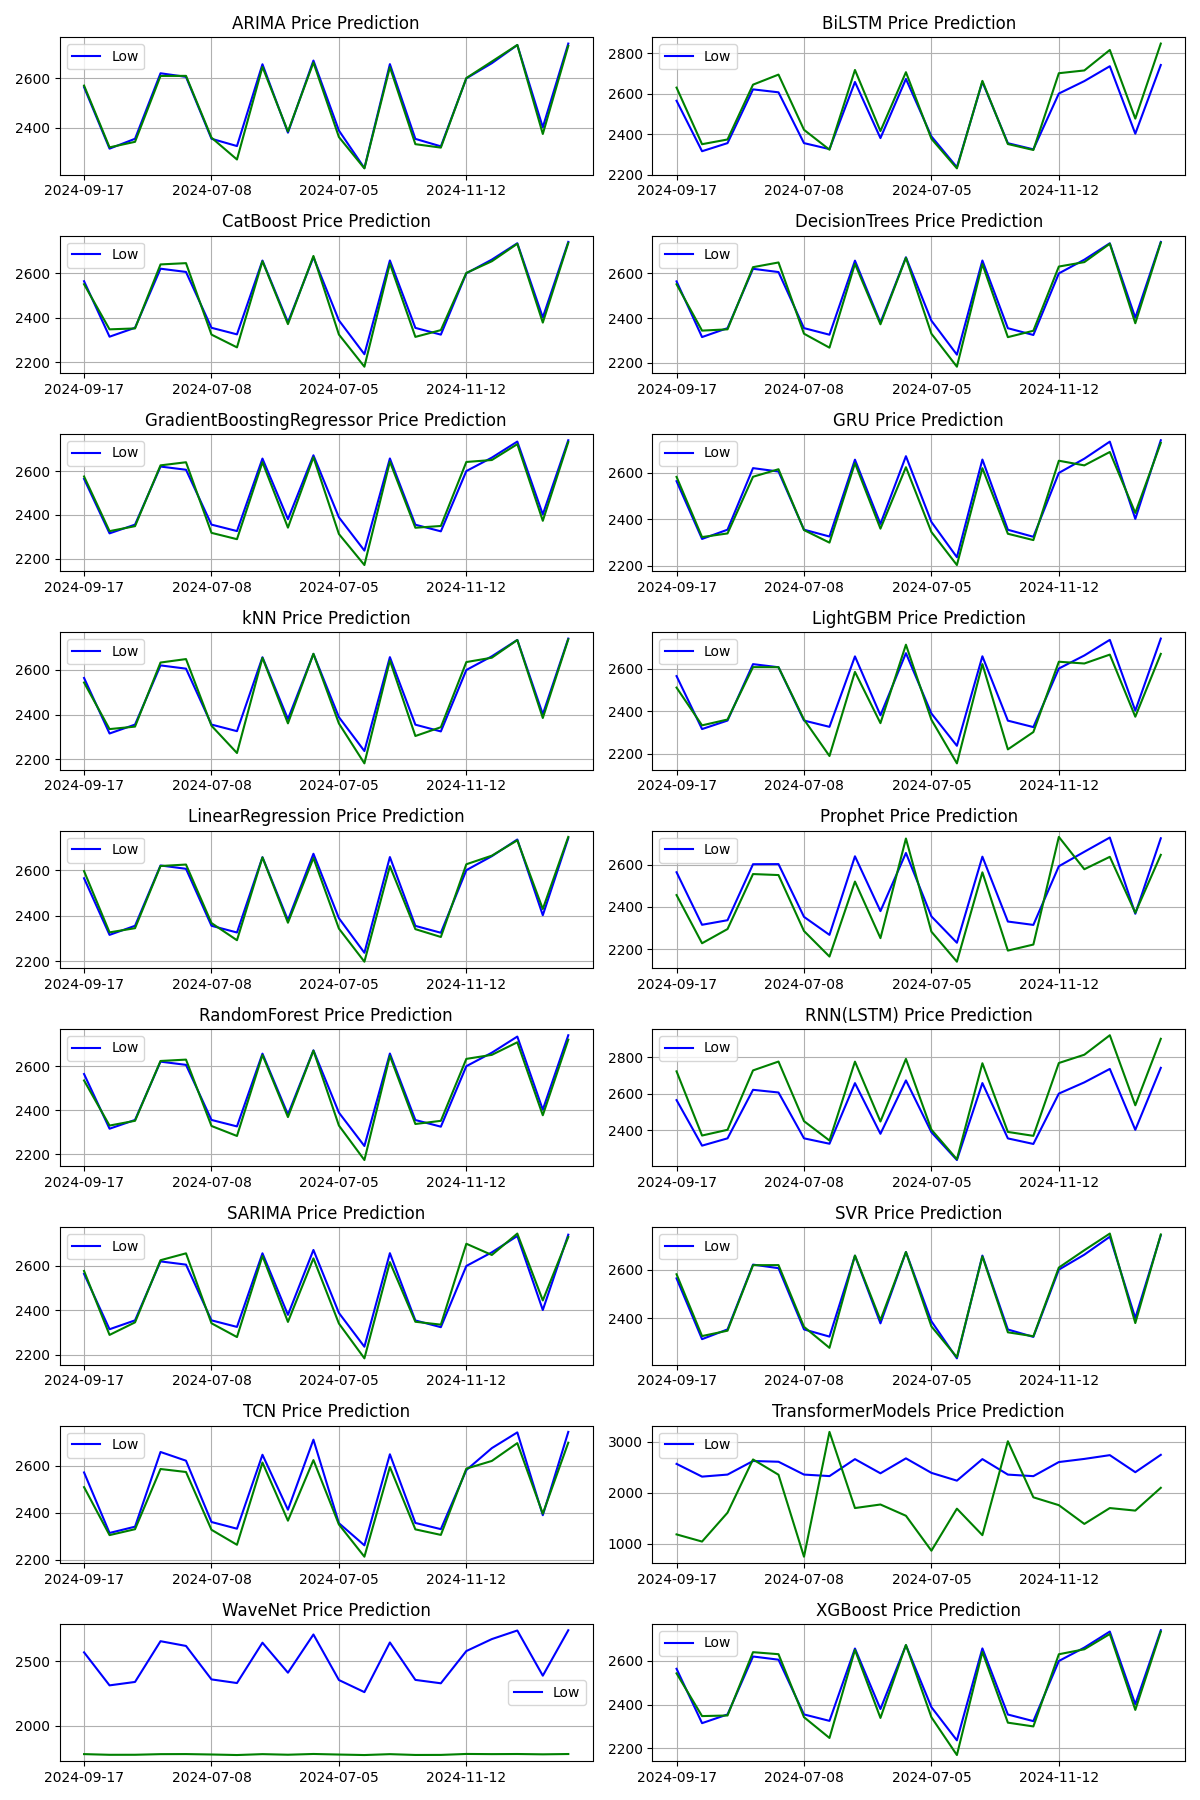 ARIMA Price Prediction
Low
2600
2400
2024-09-17 2024-07-08 2024-07-05 2024-11-12
BiLSTM Price Prediction
Low
2800
2600
2400
2200
2024-09-17 2024-07-08 2024-07-05 2024-11-12
CatBoost Price Prediction
Low
2600
2400
2200
2024-09-17 2024-07-08 2024-07-05 2024-11-12
DecisionTrees Price Prediction
Low
2600
2400
2200
2024-09-17 2024-07-08 2024-07-05 2024-11-12
GradientBoostingRegressor Price Prediction
Low
2600
2400
2200
2024-09-17 2024-07-08 2024-07-05 2024-11-12
GRU Price Prediction
Low
2600
2400
2200
2024-09-17 2024-07-08 2024-07-05 2024-11-12
kNN Price Prediction
Low
2600
2400
2200
2024-09-17 2024-07-08 2024-07-05 2024-11-12
LightGBM Price Prediction
Low
2600
2400
2200
2024-09-17 2024-07-08 2024-07-05 2024-11-12
LinearRegression Price Prediction
Low
2600
2400
2200
2024-09-17 2024-07-08 2024-07-05 2024-11-12
Prophet Price Prediction
Low
2600
2400
2200
2024-09-17 2024-07-08 2024-07-05 2024-11-12
RandomForest Price Prediction
Low
2600
2400
2200
2024-09-17 2024-07-08 2024-07-05 2024-11-12
RNN(LSTM) Price Prediction
Low
2800
2600
2400
2024-09-17 2024-07-08 2024-07-05 2024-11-12
SARIMA Price Prediction
Low
2600
2400
2200
2024-09-17 2024-07-08 2024-07-05 2024-11-12
SVR Price Prediction
Low
2600
2400
2024-09-17 2024-07-08 2024-07-05 2024-11-12
TCN Price Prediction
Low
2600
2400
2200
2024-09-17 2024-07-08 2024-07-05 2024-11-12
TransformerModels Price Prediction
Low
3000
2000
1000
2024-09-17 2024-07-08 2024-07-05 2024-11-12
WaveNet Price Prediction
2500
Low
2000
2024-09-17 2024-07-08 2024-07-05 2024-11-12
XGBoost Price Prediction
Low
2600
2400
2200
2024-09-17 2024-07-08 2024-07-05 2024-11-12